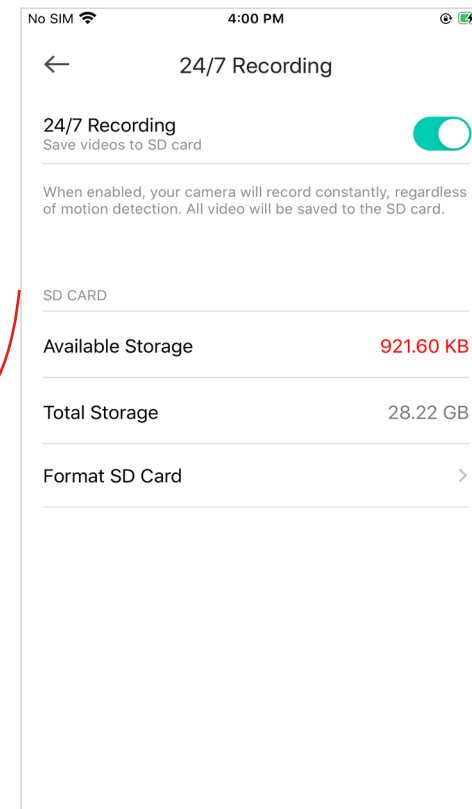 No SIM 4:00 PM
24/7 Recording
24/7 Recording
Save videos to SD card
When enabled, your camera will record constantly, regardless
of motion detection. All video will be saved to the SD card.
SD CARD
Available Storage 921.60 KB
Total Storage 28.22 GB
Format SD Card